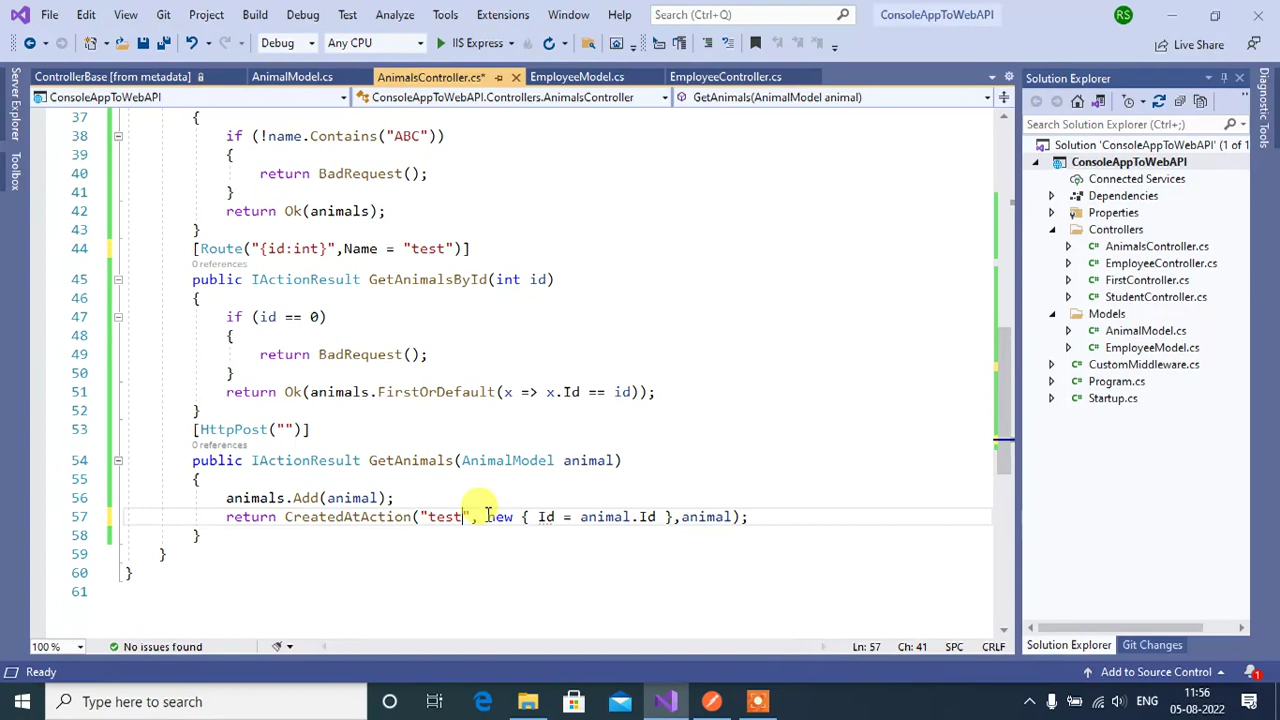 File Edit View Git Project Build Debug Test Analyze Tools Extensions Window Help Search (Ctrl+Q) ConsoleAppToWebAPI RS
Debug Any CPU IIS Express Live Share
ControllerBase [from metadata] AnimalModel.cs AnimalsController.cs* EmployeeModel.cs EmployeeController.cs
ConsoleAppToWebAPI ConsoleAppToWebAPI.Controllers.AnimalsController GetAnimals(AnimalModel animal)
Server Explorer
Toolbox
37 {
38 if (!name.Contains("ABC"))
39 {
40 return BadRequest();
41 }
42 return Ok(animals);
43 }
44 [Route("{id:int}",Name = "test")]
0 references
45 public IActionResult GetAnimalsById(int id)
46 {
47 if (id == 0)
48 {
49 return BadRequest();
50 }
51 return Ok(animals.FirstOrDefault(x => x.Id == id));
52 }
53 [HttpPost("")]
0 references
54 public IActionResult GetAnimals(AnimalModel animal)
55 {
56 animals.Add(animal);
57 return CreatedAtAction("test", new { Id = animal.Id },animal);
58 }
59 }
60 }
61
100 % No issues found Ln: 57 Ch: 41 SPC CRLF
Solution Explorer
Search Solution Explorer (Ctrl+;)
Solution 'ConsoleAppToWebAPI' (1 of 1
ConsoleAppToWebAPI
Connected Services
Dependencies
Properties
Controllers
AnimalsController.cs
EmployeeController.cs
FirstController.cs
StudentController.cs
Models
AnimalModel.cs
EmployeeModel.cs
CustomMiddleware.cs
Program.cs
Startup.cs
Solution Explorer Git Changes
Diagnostic Tools
Ready Add to Source Control 1
Type here to search ENG 11:56
05-08-2022